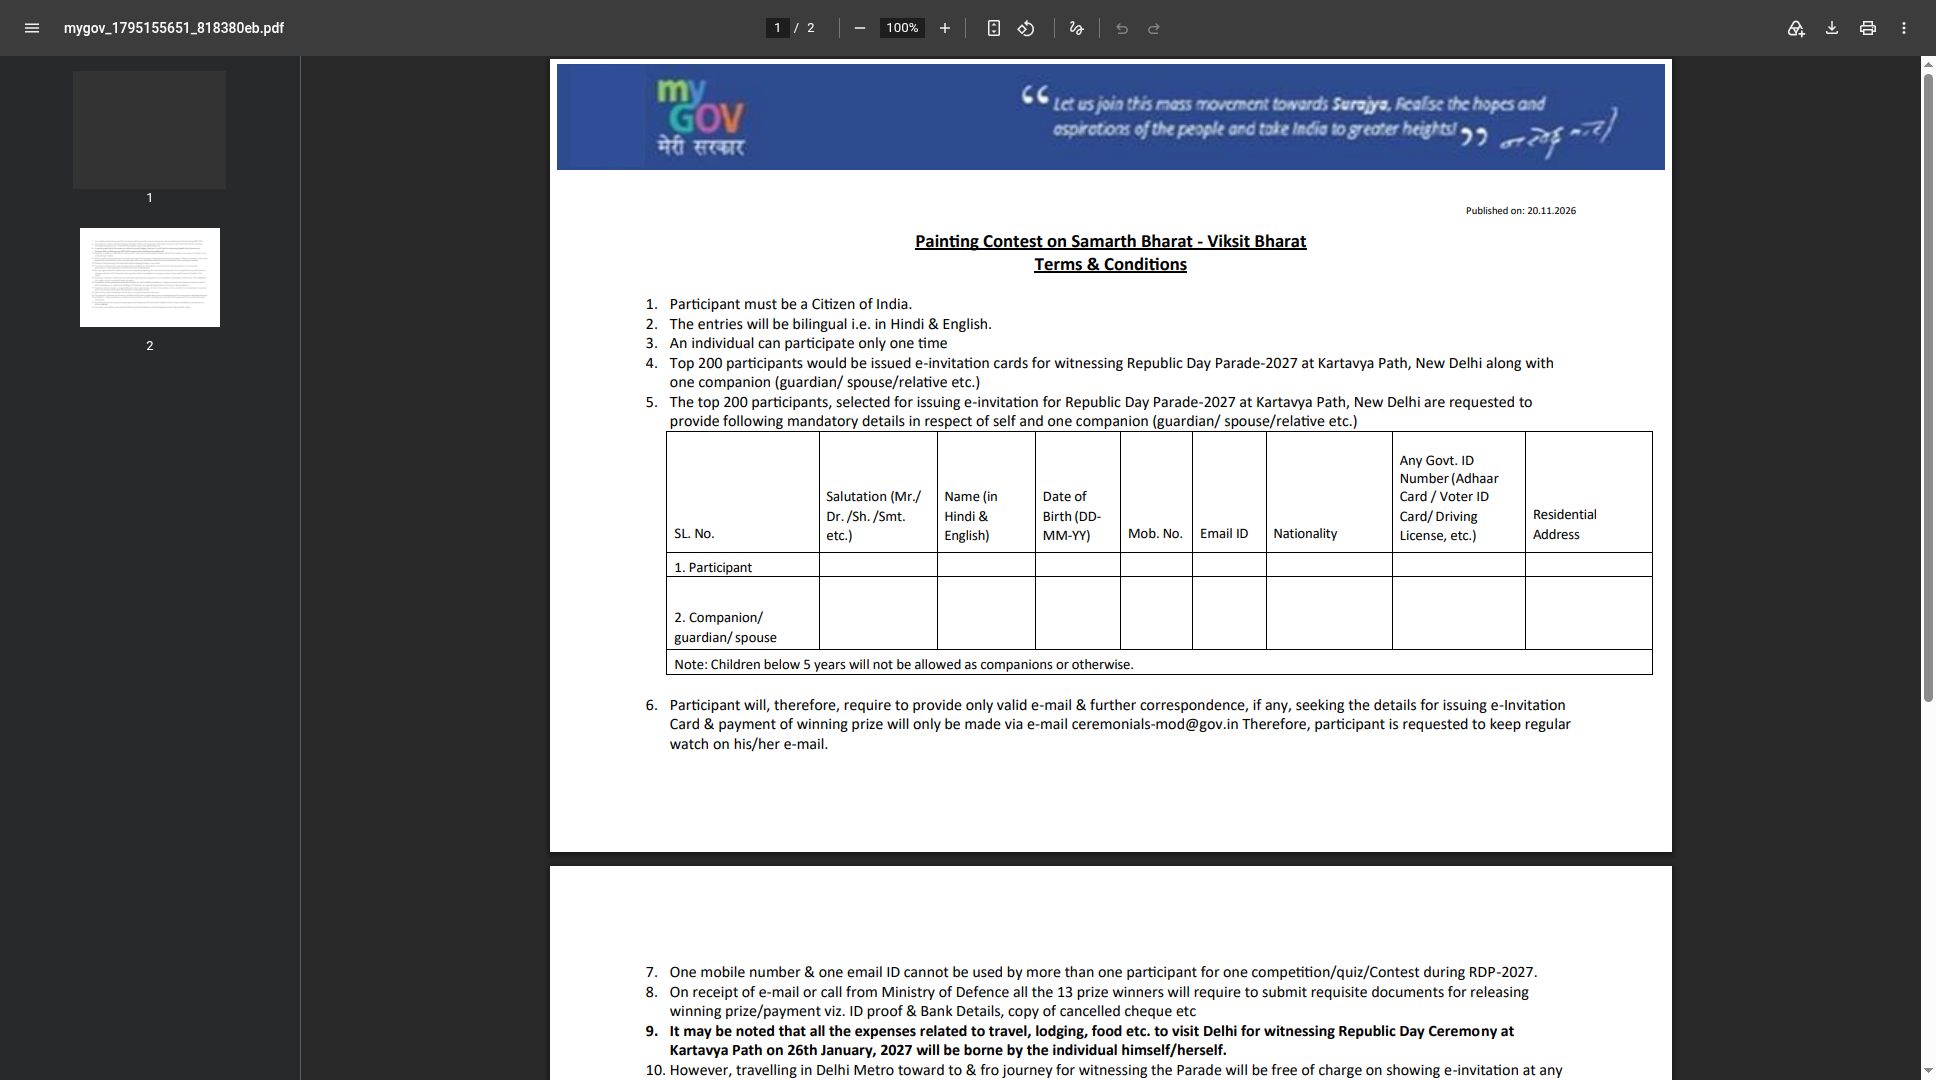 mygov_1795155651_818380eb.pdf
1 / 2
100%
1
2
my
GOV
मेरी सरकार
“ Let us join this mass movement towards Surajya, Realise the hopes and
aspirations of the people and take India to greater heights! ”
Published on: 20.11.2026
Painting Contest on Samarth Bharat - Viksit Bharat
Terms & Conditions
1. Participant must be a Citizen of India.
2. The entries will be bilingual i.e. in Hindi & English.
3. An individual can participate only one time
4. Top 200 participants would be issued e-invitation cards for witnessing Republic Day Parade-2027 at Kartavya Path, New Delhi along with
one companion (guardian/ spouse/relative etc.)
5. The top 200 participants, selected for issuing e-invitation for Republic Day Parade-2027 at Kartavya Path, New Delhi are requested to
provide following mandatory details in respect of self and one companion (guardian/ spouse/relative etc.)
SL. No.
Salutation (Mr./
Dr. /Sh. /Smt.
etc.)
Name (in
Hindi &
English)
Date of
Birth (DD-
MM-YY)
Mob. No.
Email ID
Nationality
Any Govt. ID
Number (Adhaar
Card / Voter ID
Card/ Driving
License, etc.)
Residential
Address
1. Participant
2. Companion/
guardian/ spouse
Note: Children below 5 years will not be allowed as companions or otherwise.
6. Participant will, therefore, require to provide only valid e-mail & further correspondence, if any, seeking the details for issuing e-Invitation
Card & payment of winning prize will only be made via e-mail ceremonials-mod@gov.in Therefore, participant is requested to keep regular
watch on his/her e-mail.
7. One mobile number & one email ID cannot be used by more than one participant for one competition/quiz/Contest during RDP-2027.
8. On receipt of e-mail or call from Ministry of Defence all the 13 prize winners will require to submit requisite documents for releasing
winning prize/payment viz. ID proof & Bank Details, copy of cancelled cheque etc
9. It may be noted that all the expenses related to travel, lodging, food etc. to visit Delhi for witnessing Republic Day Ceremony at
Kartavya Path on 26th January, 2027 will be borne by the individual himself/herself.
10. However, travelling in Delhi Metro toward to & fro journey for witnessing the Parade will be free of charge on showing e-invitation at any